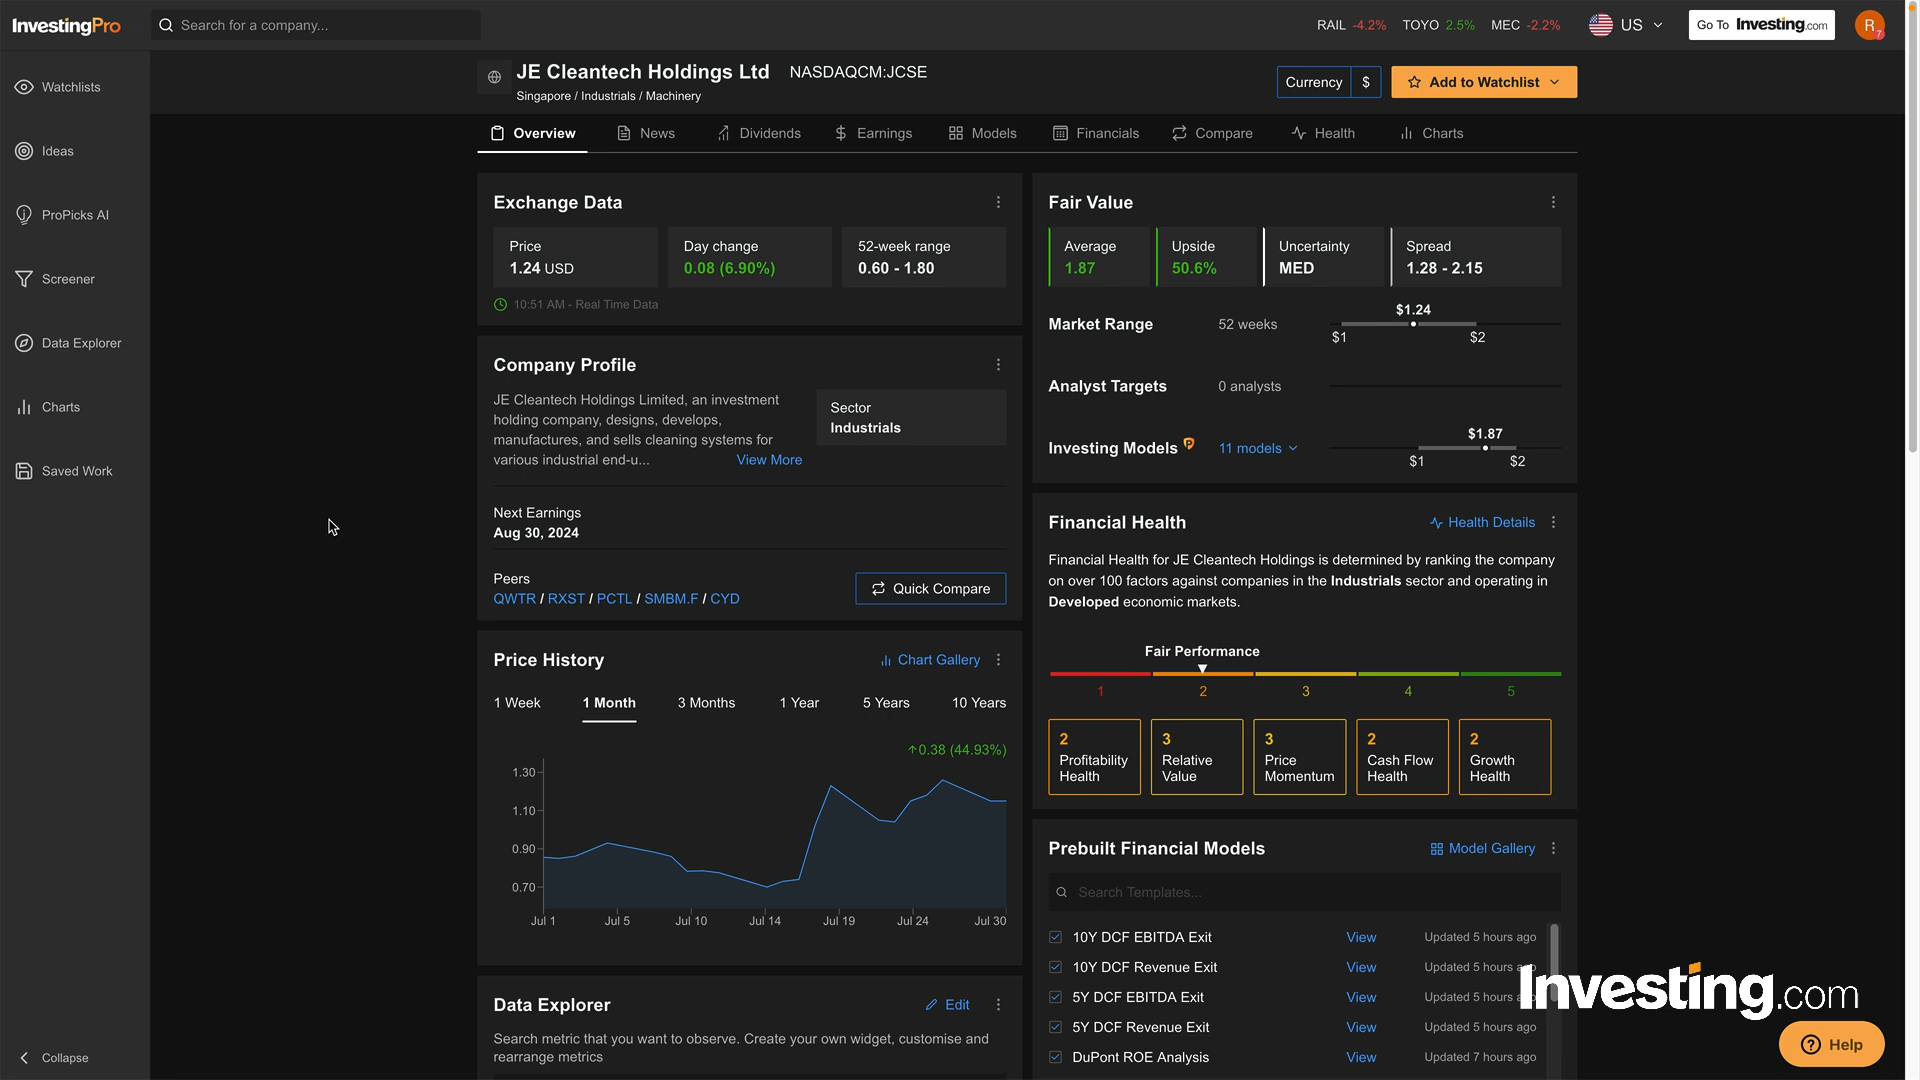 InvestingPro
Search for a company...
RAIL -4.2% TOYO 2.5% MEC -2.2%
US
Go To Investing.com
R
7
Watchlists
Ideas
ProPicks AI
Screener
Data Explorer
Charts
Saved Work
Collapse
JE Cleantech Holdings Ltd NASDAQCM:JCSE
Singapore / Industrials / Machinery
Currency $
Add to Watchlist
Overview News Dividends Earnings Models Financials Compare Health Charts
Exchange Data
Price
1.24 USD
Day change
0.08 (6.90%)
52-week range
0.60 - 1.80
10:51 AM - Real Time Data
Company Profile
JE Cleantech Holdings Limited, an investment
holding company, designs, develops,
manufactures, and sells cleaning systems for
various industrial end-u... View More
Sector
Industrials
Next Earnings
Aug 30, 2024
Peers
QWTR / RXST / PCTL / SMBM.F / CYD
Quick Compare
Price History
Chart Gallery
1 Week 1 Month 3 Months 1 Year 5 Years 10 Years
↑0.38 (44.93%)
1.30
1.10
0.90
0.70
Jul 1 Jul 5 Jul 10 Jul 14 Jul 19 Jul 24 Jul 30
Data Explorer
Edit
Search metric that you want to observe. Create your own widget, customise and
rearrange metrics
Fair Value
Average
1.87
Upside
50.6%
Uncertainty
MED
Spread
1.28 - 2.15
$1.24
Market Range 52 weeks
$1 $2
Analyst Targets 0 analysts
$1.87
Investing Models 11 models
$1 $2
Financial Health
Health Details
Financial Health for JE Cleantech Holdings is determined by ranking the company
on over 100 factors against companies in the Industrials sector and operating in
Developed economic markets.
Fair Performance
1 2 3 4 5
2
Profitability
Health
3
Relative
Value
3
Price
Momentum
2
Cash Flow
Health
2
Growth
Health
Prebuilt Financial Models
Model Gallery
Search Templates...
10Y DCF EBITDA Exit View Updated 5 hours ago
10Y DCF Revenue Exit View Updated 5 hours ago
5Y DCF EBITDA Exit View Updated 5 hours ago
5Y DCF Revenue Exit View Updated 5 hours ago
DuPont ROE Analysis View Updated 7 hours ago
Investing.com
Help